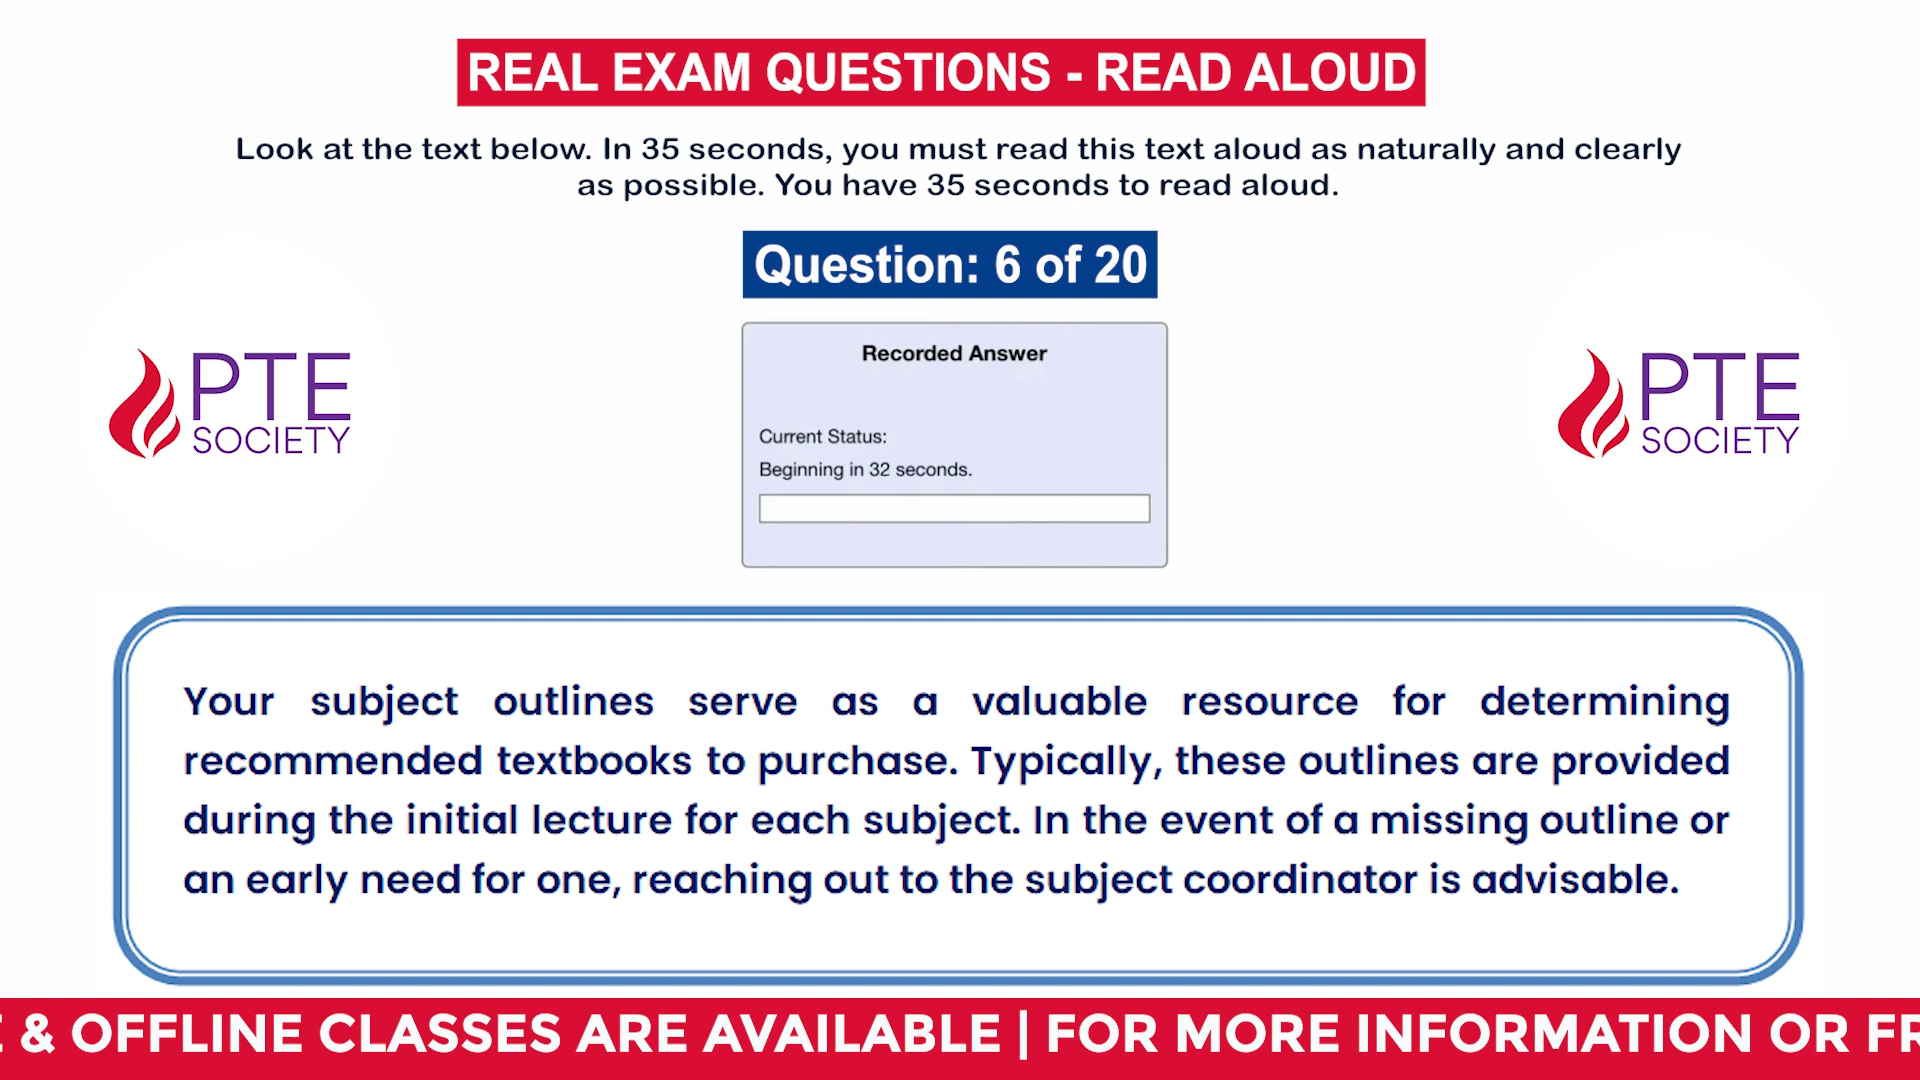 REAL EXAM QUESTIONS - READ ALOUD
Look at the text below. In 35 seconds, you must read this text aloud as naturally and clearly
as possible. You have 35 seconds to read aloud.
Question: 6 of 20
PTE
SOCIETY
Recorded Answer
Current Status:
Beginning in 32 seconds.
PTE
SOCIETY
Your subject outlines serve as a valuable resource for determining
recommended textbooks to purchase. Typically, these outlines are provided
during the initial lecture for each subject. In the event of a missing outline or
an early need for one, reaching out to the subject coordinator is advisable.
& OFFLINE CLASSES ARE AVAILABLE | FOR MORE INFORMATION OR